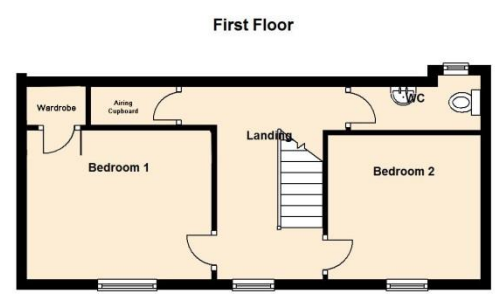 First Floor
Wardrobe
Airing
Cupboard
WC
Landing
Bedroom 1
Bedroom 2